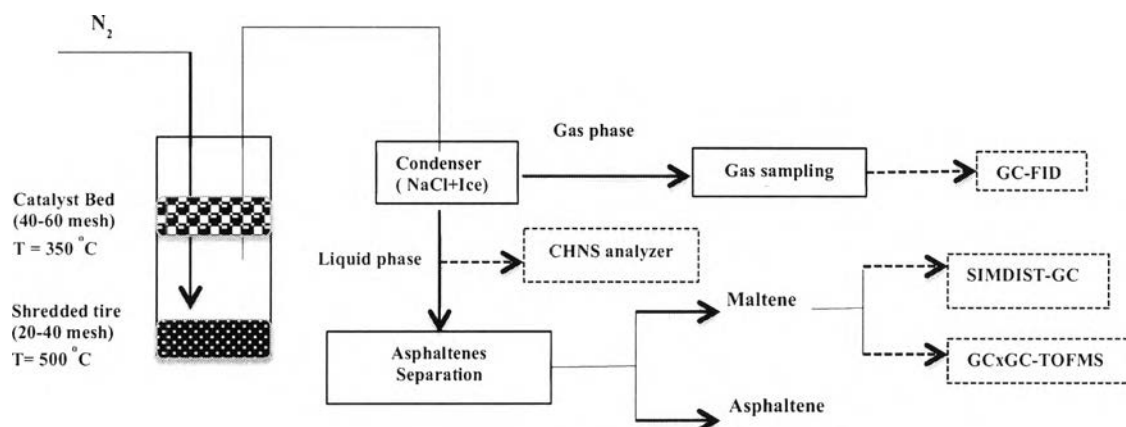 N₂
Gas phase
Condenser
( NaCl+Ice)
Gas sampling
GC-FID
Catalyst Bed
(40-60 mesh)
T = 350 °C
Liquid phase
CHNS analyzer
Shredded tire
(20-40 mesh)
T= 500 °C
Asphaltenes
Separation
Maltene
SIMDIST-GC
GCxGC-TOFMS
Asphaltene